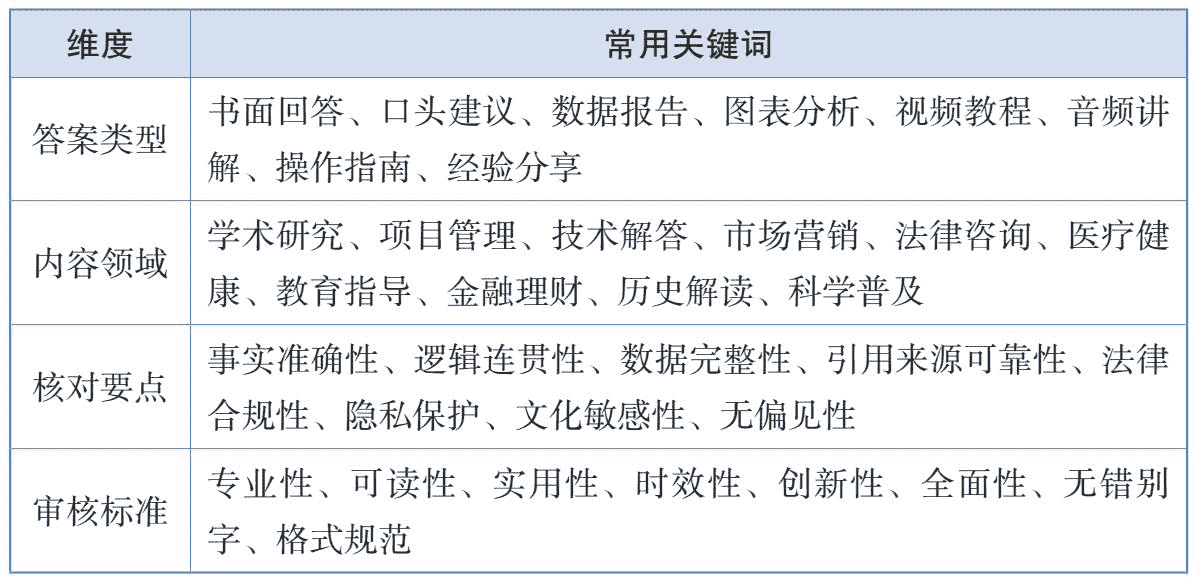 维度
常用关键词
答案类型
书面回答、口头建议、数据报告、图表分析、视频教程、音频讲
解、操作指南、经验分享
内容领域
学术研究、项目管理、技术解答、市场营销、法律咨询、医疗健
康、教育指导、金融理财、历史解读、科学普及
核对要点
事实准确性、逻辑连贯性、数据完整性、引用来源可靠性、法律
合规性、隐私保护、文化敏感性、无偏见性
审核标准
专业性、可读性、实用性、时效性、创新性、全面性、无错别
字、格式规范